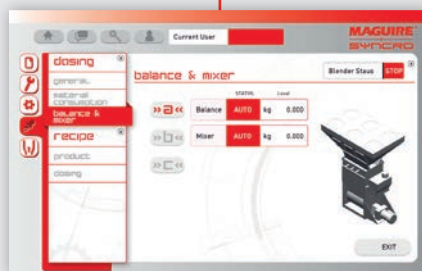 Current User
MAGUIRE
SYNCRO
dosing
general
material
consumption
balance &
mixer
recipe
product
dosing
balance & mixer
Blender Staus STOP
STATUS Level
»a« Balance AUTO kg 0.000
»b« Mixer AUTO kg 0.000
»c«
EXIT